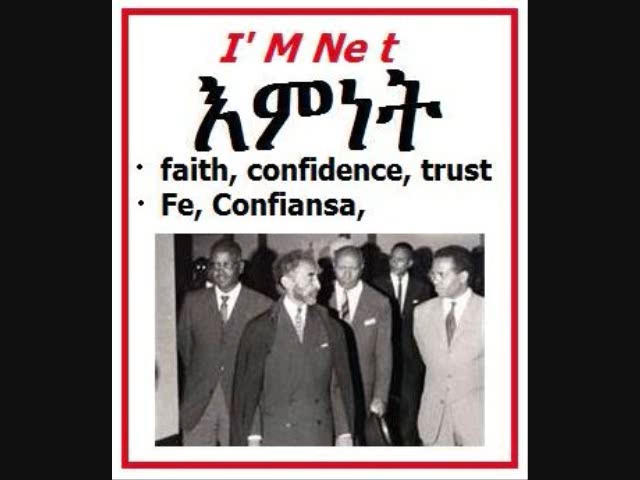 I' M Ne t
እምነት
· faith, confidence, trust
· Fe, Confiansa,